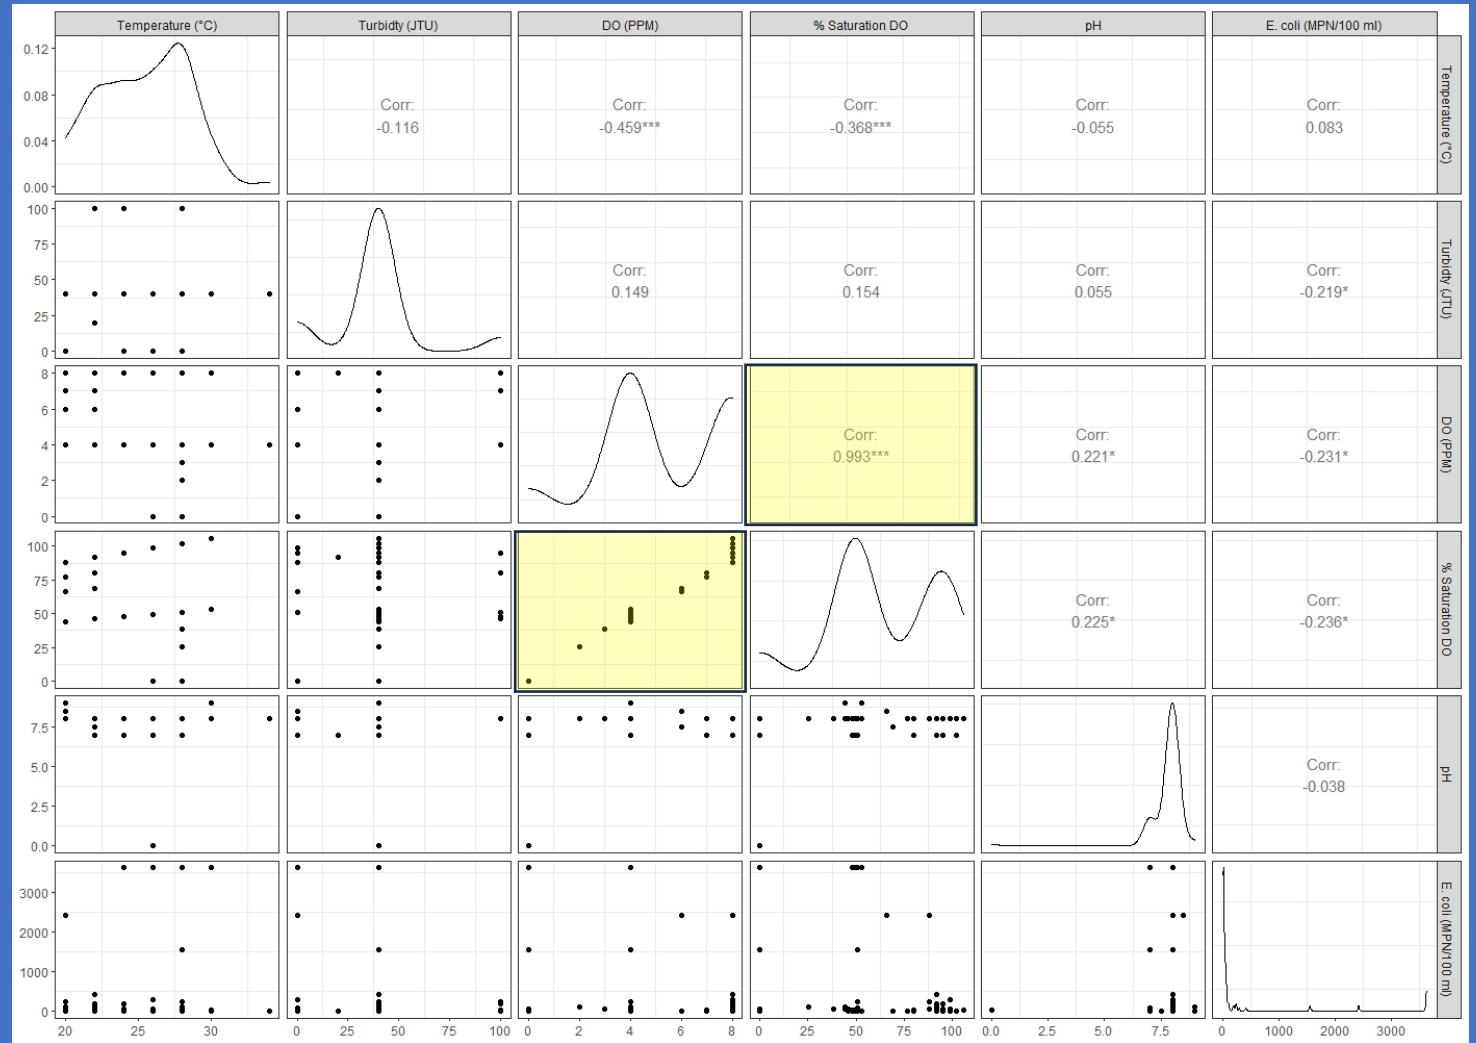 Temperature (°C) Turbidty (JTU) DO (PPM) % Saturation DO pH E. coli (MPN/100 ml)
0.12
0.08
0.04
0.00
Corr:
-0.116
Corr:
-0.459***
Corr:
-0.368***
Corr:
-0.055
Corr:
0.083
Temperature (°C)
100
75
50
25
0
Corr:
0.149
Corr:
0.154
Corr:
0.055
Corr:
-0.219*
Turbidty (JTU)
8
6
4
2
0
Corr:
0.993***
Corr:
0.221*
Corr:
-0.231*
DO (PPM)
100
75
50
25
0
Corr:
0.225*
Corr:
-0.236*
% Saturation DO
7.5
5.0
2.5
0.0
Corr:
-0.038
pH
3000
2000
1000
0
E. coli (MPN/100 ml)
20 25 30 0 25 50 75 100 0 2 4 6 8 0 25 50 75 100 0.0 2.5 5.0 7.5 0 1000 2000 3000